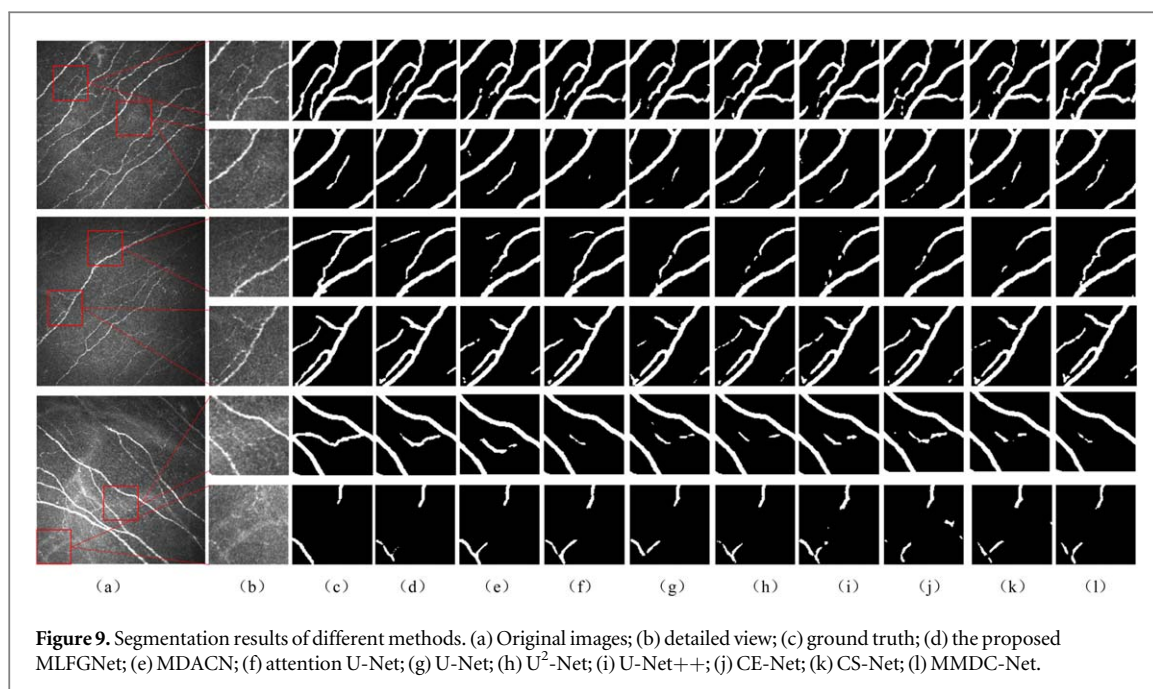 (a) (b) (c) (d) (e) (f) (g) (h) (i) (j) (k) (l)
Figure 9. Segmentation results of different methods. (a) Original images; (b) detailed view; (c) ground truth; (d) the proposed
MLFGNet; (e) MDACN; (f) attention U-Net; (g) U-Net; (h) U²-Net; (i) U-Net++; (j) CE-Net; (k) CS-Net; (l) MMDC-Net.